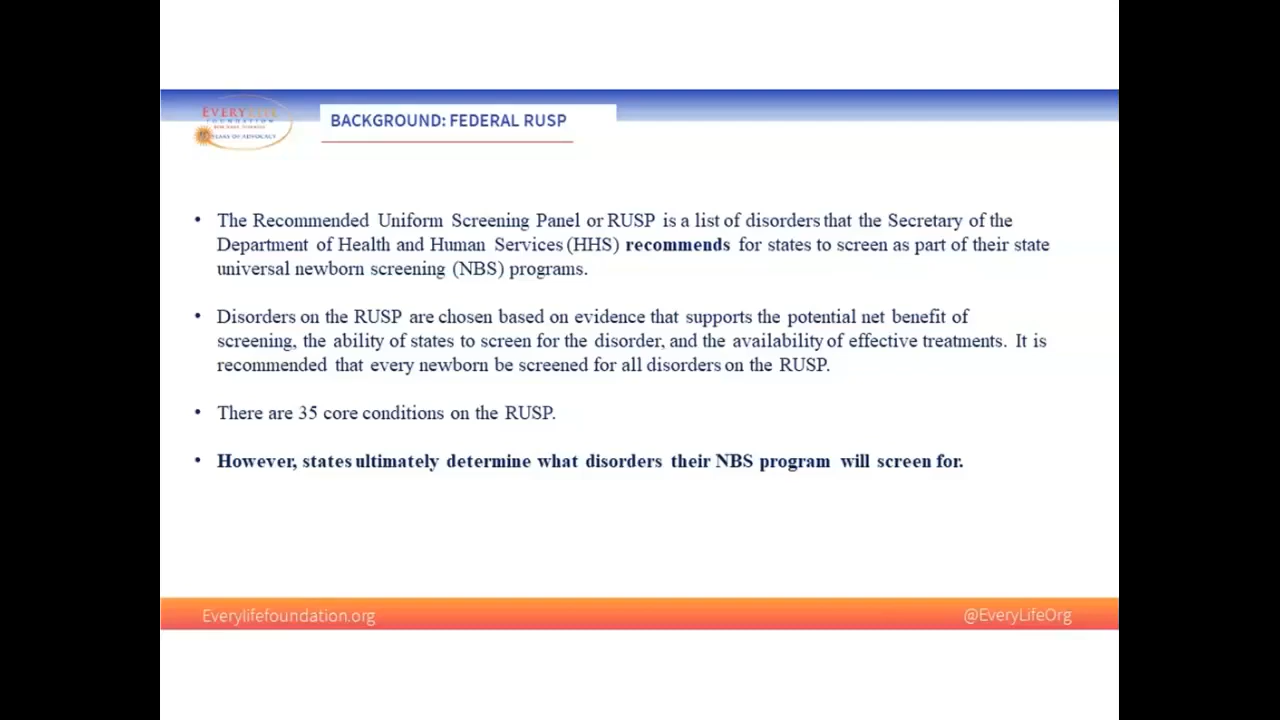 EVERYLIFE
FOUNDATION
YEARS OF ADVOCACY
BACKGROUND: FEDERAL RUSP
• The Recommended Uniform Screening Panel or RUSP is a list of disorders that the Secretary of the
Department of Health and Human Services (HHS) recommends for states to screen as part of their state
universal newborn screening (NBS) programs.
• Disorders on the RUSP are chosen based on evidence that supports the potential net benefit of
screening, the ability of states to screen for the disorder, and the availability of effective treatments. It is
recommended that every newborn be screened for all disorders on the RUSP.
• There are 35 core conditions on the RUSP.
• However, states ultimately determine what disorders their NBS program will screen for.
Everylifefoundation.org
@EveryLifeOrg